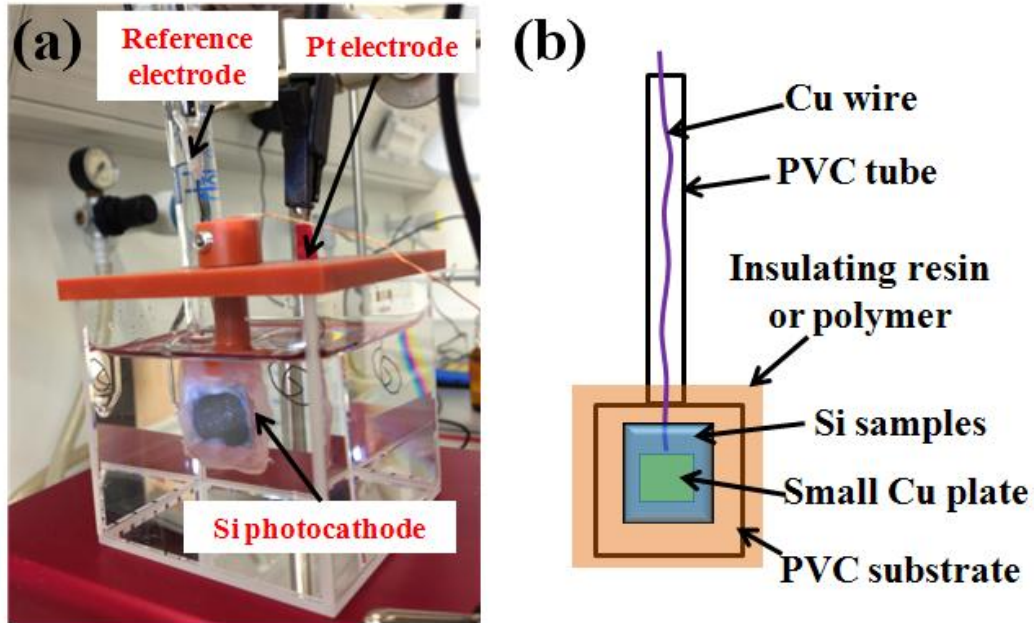 (a)
Reference
electrode
Pt electrode
Si photocathode
(b)
Cu wire
PVC tube
Insulating resin
or polymer
Si samples
Small Cu plate
PVC substrate